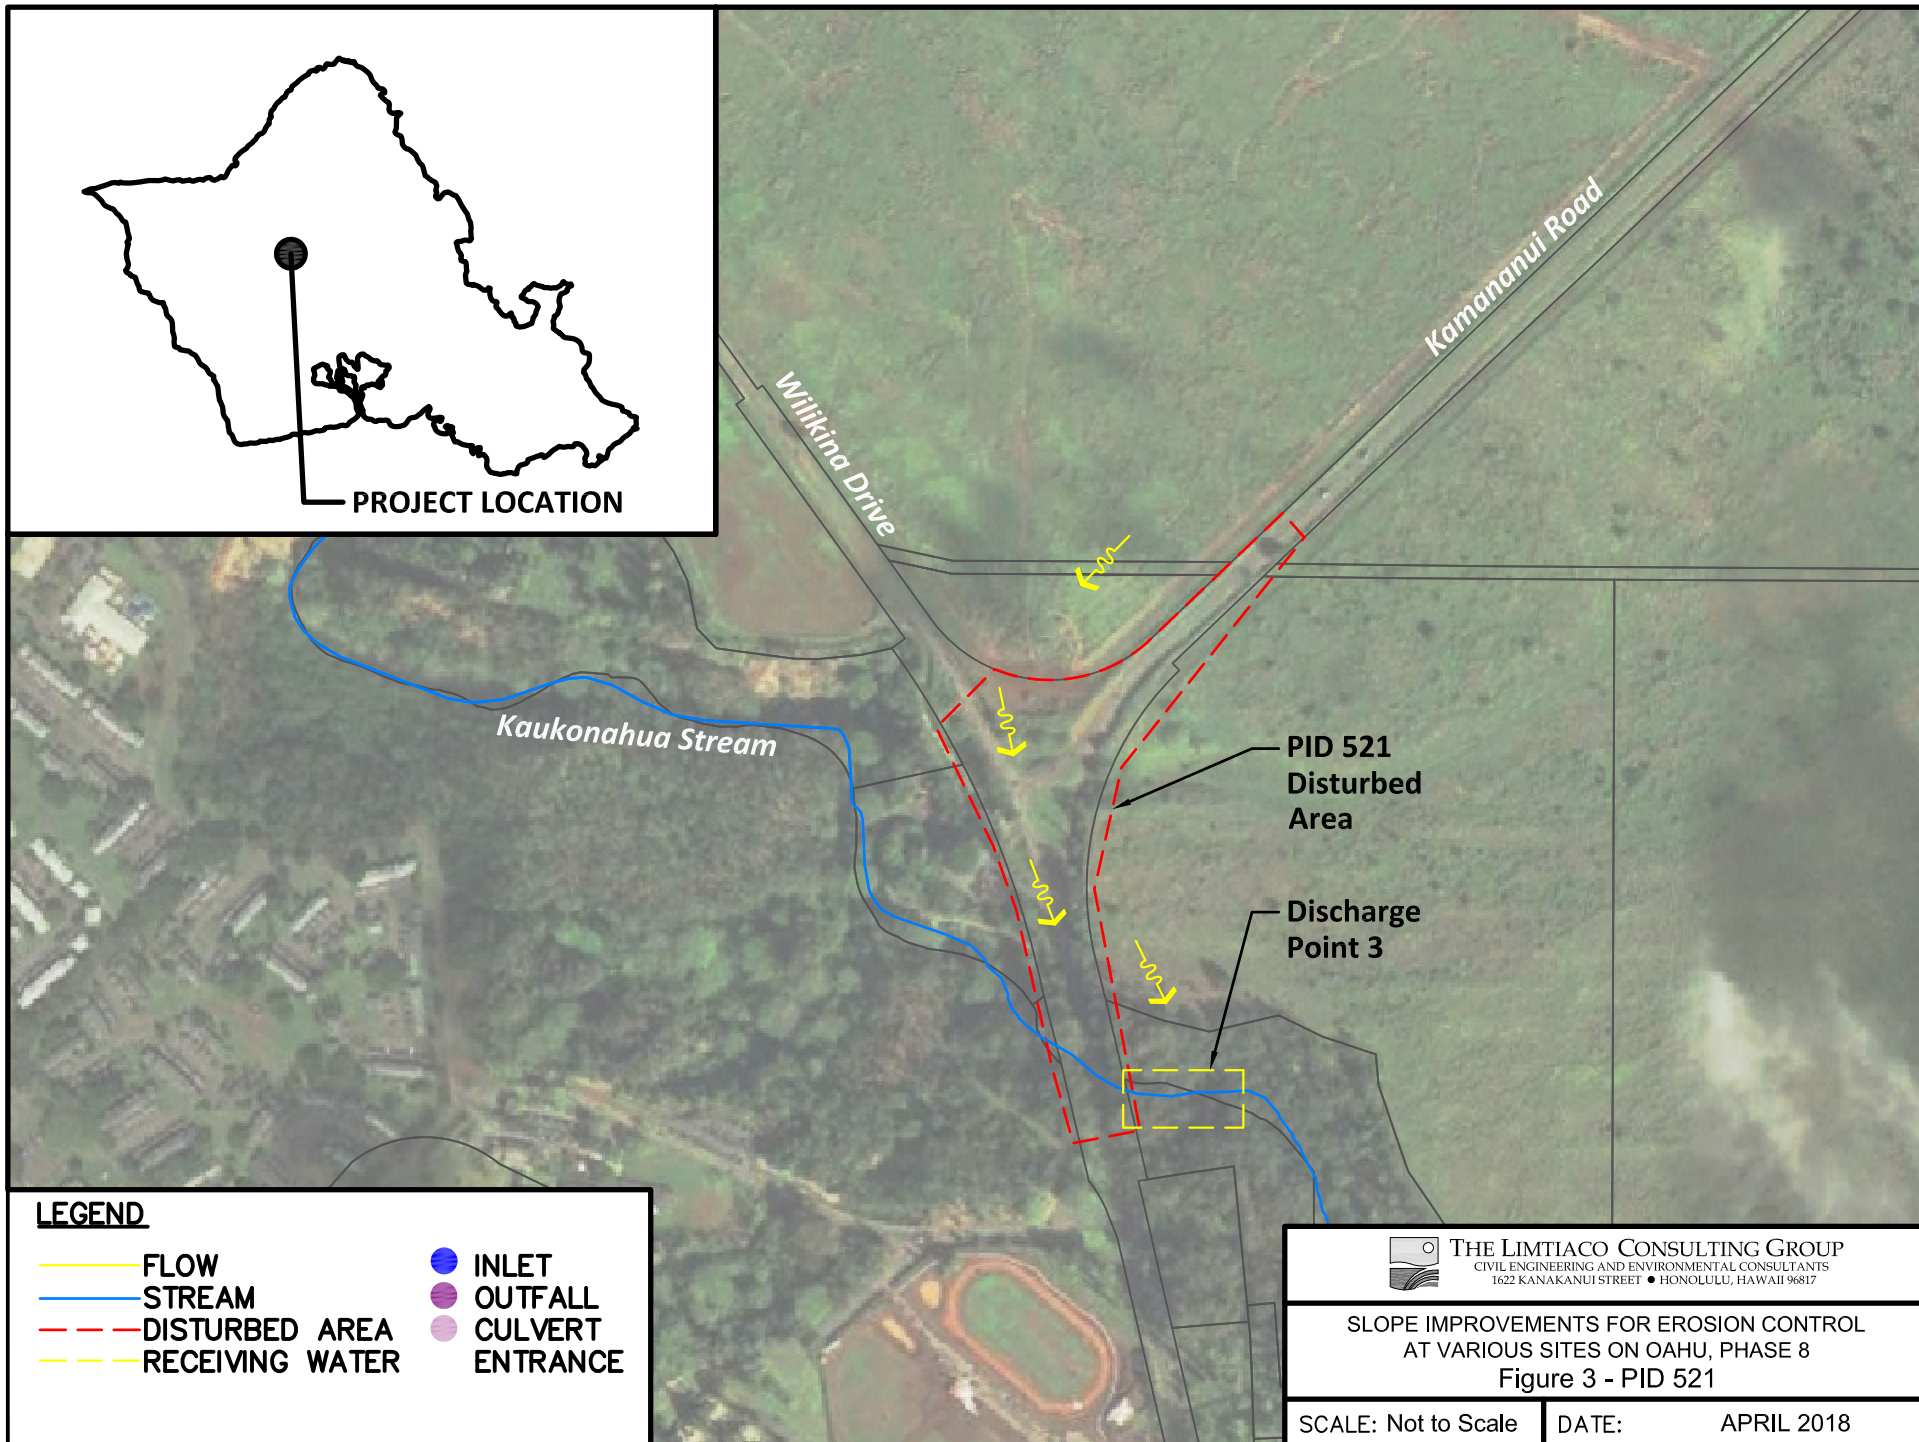 PROJECT LOCATION
Wilikina Drive
Kamananui Road
Kaukonahua Stream
PID 521
Disturbed
Area
Discharge
Point 3
LEGEND
FLOW
STREAM
DISTURBED AREA
RECEIVING WATER
INLET
OUTFALL
CULVERT
ENTRANCE
THE LIMTIACO CONSULTING GROUP
CIVIL ENGINEERING AND ENVIRONMENTAL CONSULTANTS
1622 KANAKANUI STREET ● HONOLULU, HAWAII 96817
SLOPE IMPROVEMENTS FOR EROSION CONTROL
AT VARIOUS SITES ON OAHU, PHASE 8
Figure 3 - PID 521
SCALE: Not to Scale
DATE: APRIL 2018